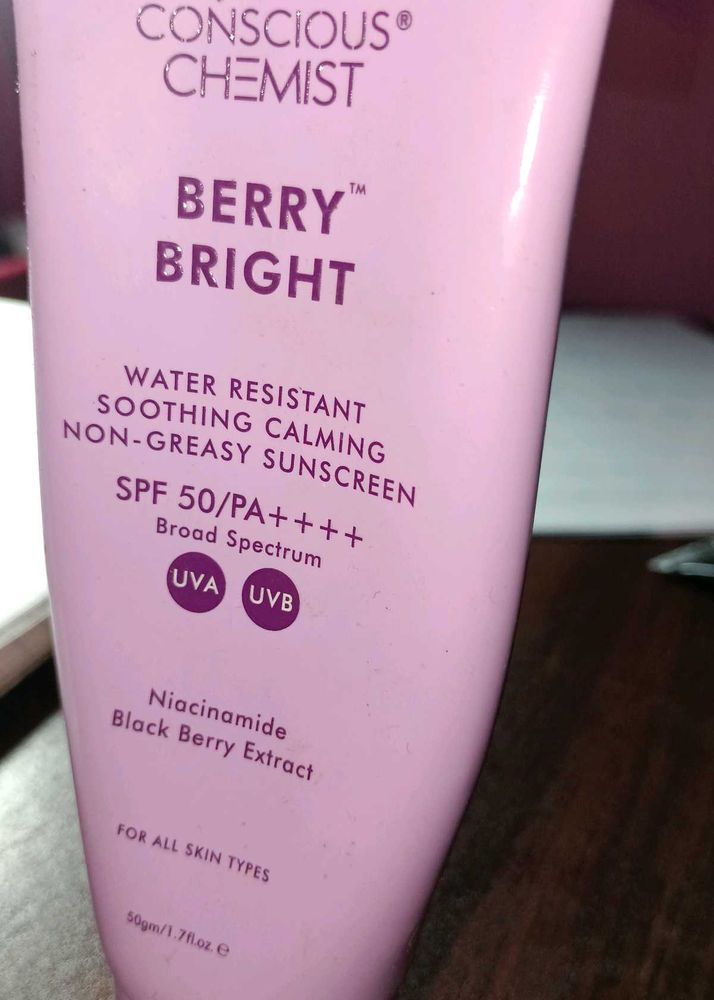 CONSCIOUS®
CHEMIST
BERRY™
BRIGHT
WATER RESISTANT
SOOTHING CALMING
NON-GREASY SUNSCREEN
SPF 50/PA++++
Broad Spectrum
UVA UVB
Niacinamide
Black Berry Extract
FOR ALL SKIN TYPES
50gm/1.7fl.oz. ℮